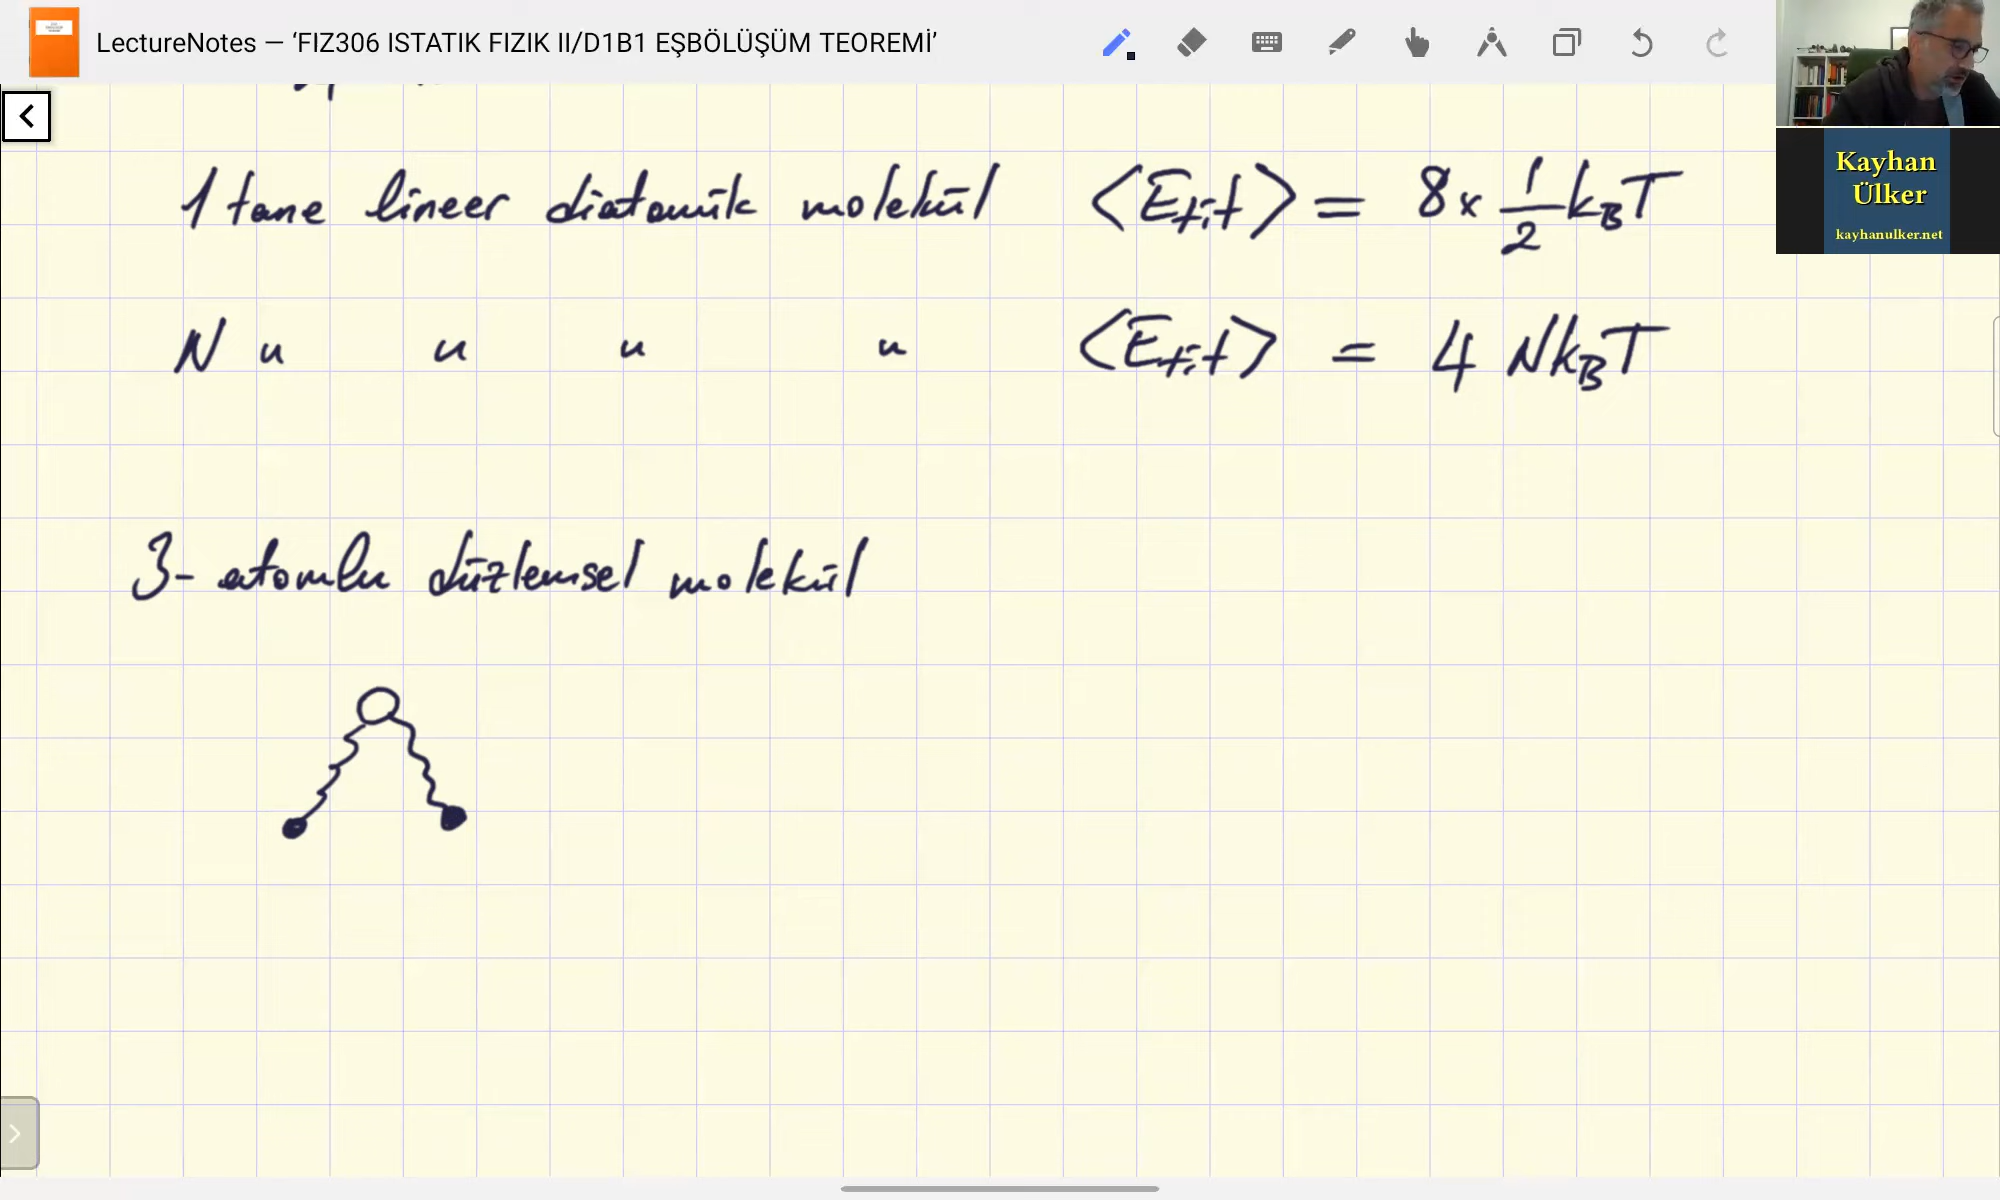 LectureNotes — ‘FIZ306 ISTATIK FIZIK II/D1B1 EŞBÖLÜŞÜM TEOREMİ’
Kayhan
Ülker
kayhanulker.net
1 tane lineer diatomik molekül ⟨E_tit⟩ = 8 x 1/2 k_B T
N " " " " ⟨E_tit⟩ = 4 N k_B T
3- atomlu düzlemsel molekül